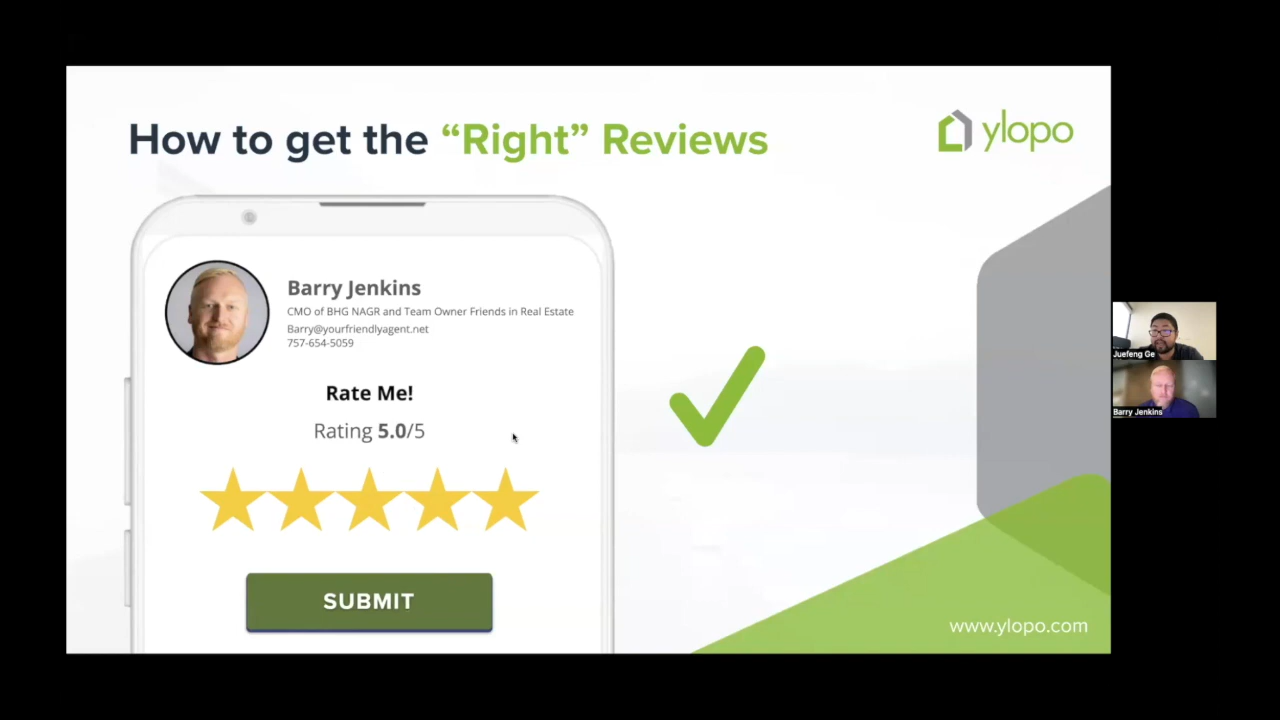 How to get the “Right” Reviews
ylopo
Barry Jenkins
CMO of BHG NAGR and Team Owner Friends in Real Estate
Barry@yourfriendlyagent.net
757-654-5059
Rate Me!
Rating 5.0/5
SUBMIT
www.ylopo.com
Juefeng Ge
Barry Jenkins